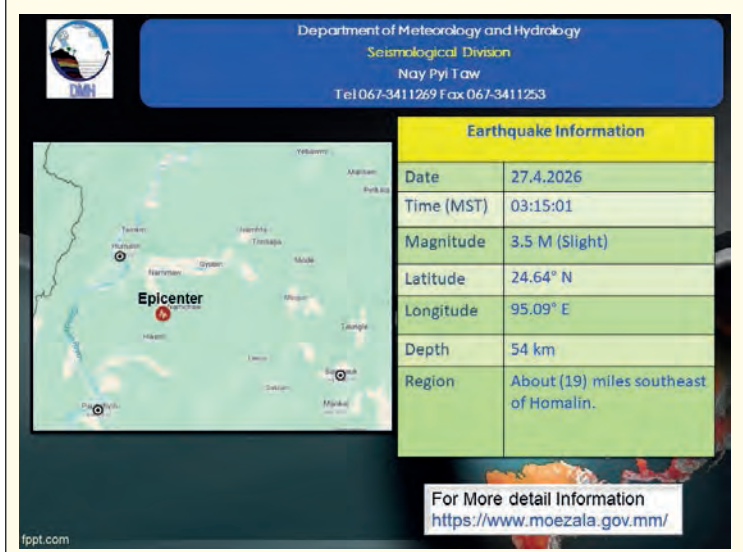 Department of Meteorology and Hydrology
Seismological Division
Nay Pyi Taw
Tel 067-3411269 Fax 067-3411253
DMH
Earthquake Information
Date 27.4.2026
Time (MST) 03:15:01
Magnitude 3.5 M (Slight)
Latitude 24.64° N
Longitude 95.09° E
Depth 54 km
Region About (19) miles southeast
of Homalin.
Homalin
Epicenter
For More detail Information
https://www.moezala.gov.mm/
fppt.com